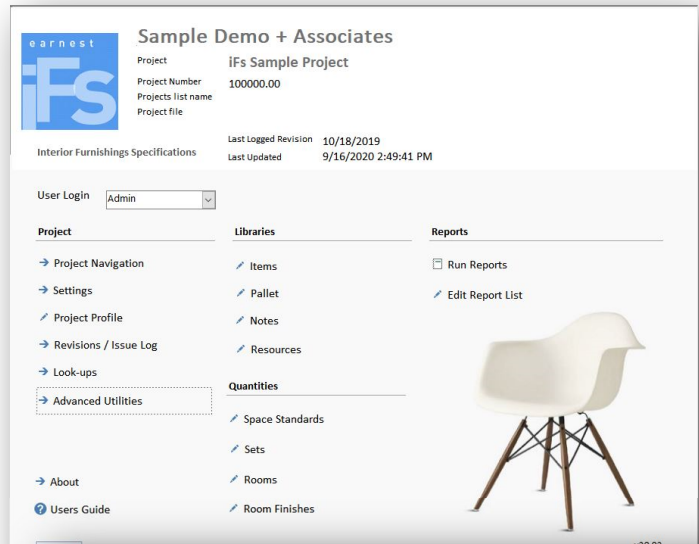 earnest
iFs
Sample Demo + Associates
Project iFs Sample Project
Project Number 100000.00
Projects list name
Project file
Interior Furnishings Specifications
Last Logged Revision 10/18/2019
Last Updated 9/16/2020 2:49:41 PM
User Login Admin
Project
Project Navigation
Settings
Project Profile
Revisions / Issue Log
Look-ups
Advanced Utilities
About
Users Guide
Libraries
Items
Pallet
Notes
Resources
Quantities
Space Standards
Sets
Rooms
Room Finishes
Reports
Run Reports
Edit Report List